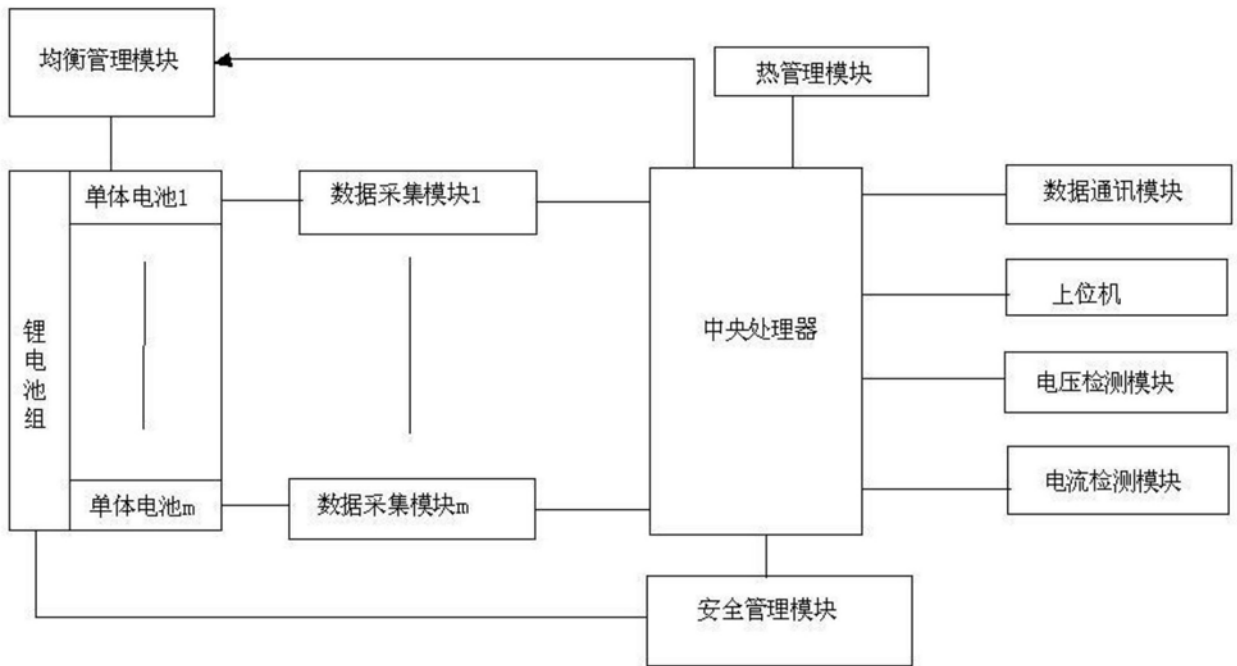 均衡管理模块
热管理模块
单体电池1
数据采集模块1
数据通讯模块
上位机
锂电池组
中央处理器
电压检测模块
电流检测模块
单体电池m
数据采集模块m
安全管理模块